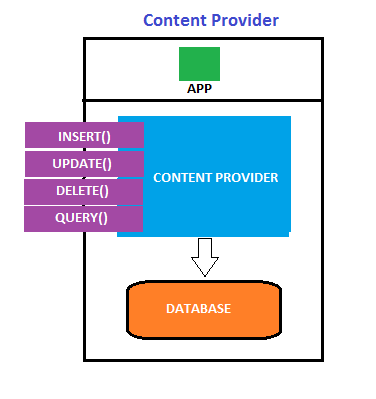 Content Provider
APP
INSERT()
UPDATE()
DELETE()
QUERY()
CONTENT PROVIDER
DATABASE